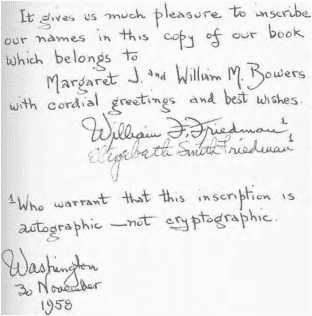 It gives us much pleasure to inscribe
our names in this copy of our book
which belongs to
Margaret J. and William M. Bowers
with cordial greetings and best wishes.
William F. Friedman¹
Elizebeth Smith Friedman¹
¹Who warrant that this inscription is
autographic — not cryptographic.
Washington
30 November
1958